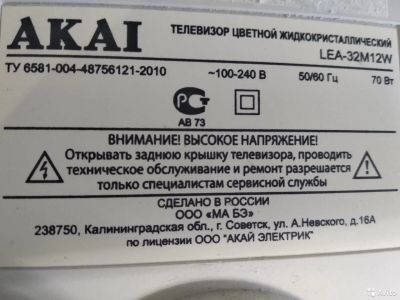 AKAI
ТЕЛЕВИЗОР ЦВЕТНОЙ ЖИДКОКРИСТАЛЛИЧЕСКИЙ
LEA-32M12W
ТУ 6581-004-48756121-2010 ~100-240 В 50/60 Гц 70 Вт
АВ 73
ВНИМАНИЕ! ВЫСОКОЕ НАПРЯЖЕНИЕ!
Открывать заднюю крышку телевизора, проводить
техническое обслуживание и ремонт разрешается
только специалистам сервисной службы
СДЕЛАНО В РОССИИ
ООО «МА БЭ»
238750, Калининградская обл., г. Советск, ул. А.Невского, д.16А
по лицензии ООО "АКАЙ ЭЛЕКТРИК"
Avito